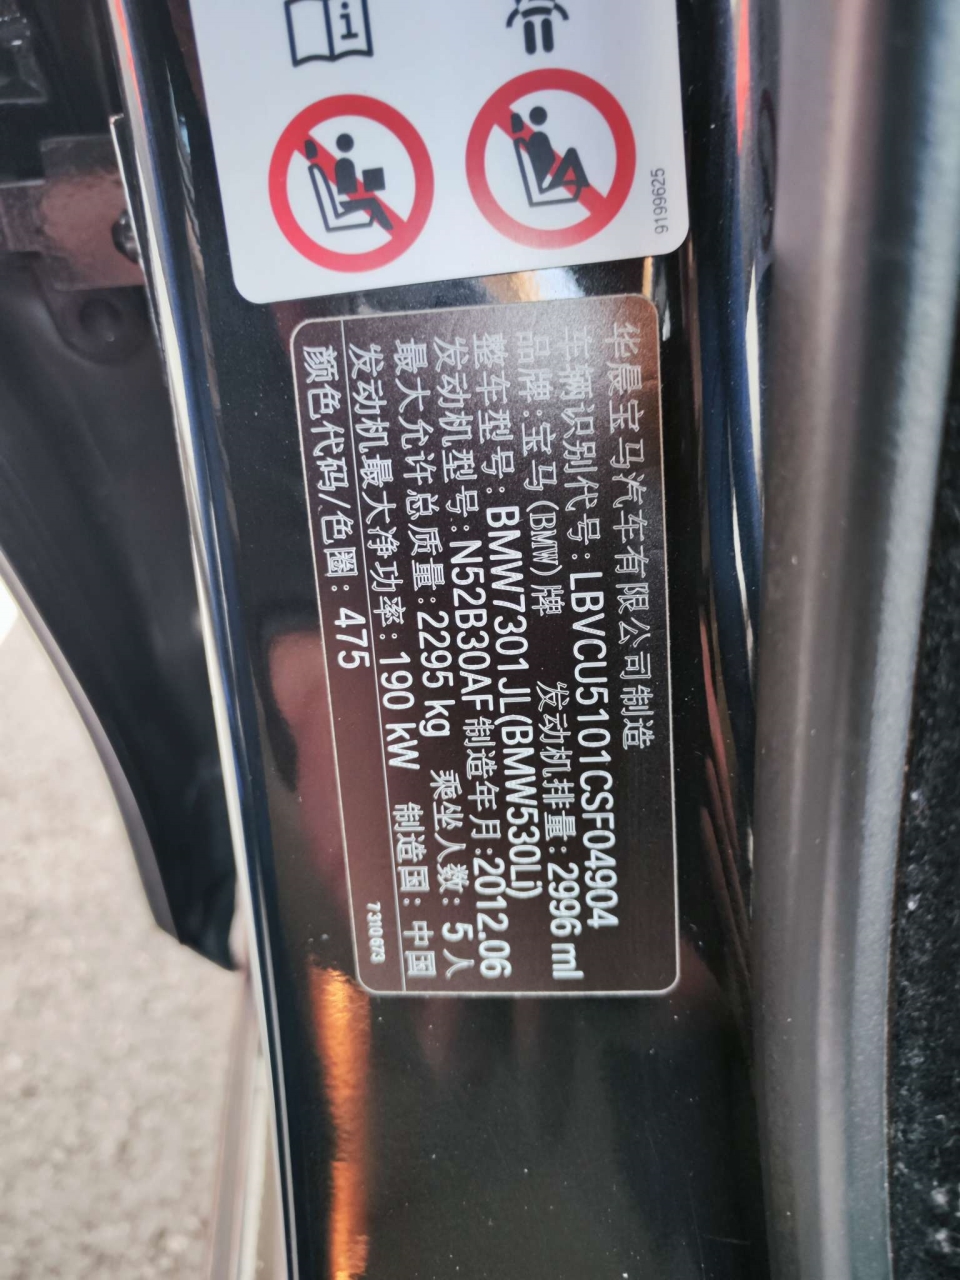 9199625
华晨宝马汽车有限公司制造
车辆识别代号:LBVCU5101CSF04904
品牌:宝马(BMW)牌 发动机排量:2996 ml
整车型号:BMW7301JL(BMW530Li)
发动机型号:N52B30AF 制造年月:2012.06
最大允许总质量:2295 kg 乘坐人数:5人
发动机最大净功率:190 kW 制造国:中国
颜色代码/色圈:475 7310673